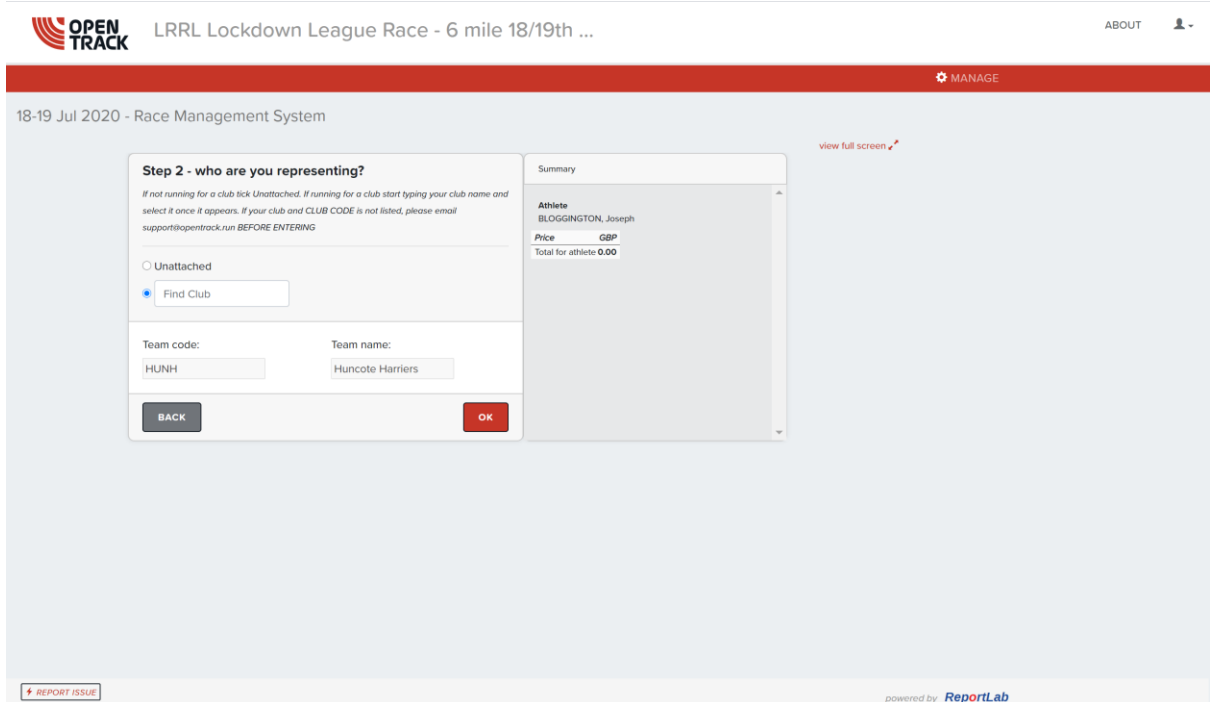 OPEN
TRACK
LRRL Lockdown League Race - 6 mile 18/19th ...
ABOUT
MANAGE
18-19 Jul 2020 - Race Management System
view full screen
Step 2 - who are you representing?
If not running for a club tick Unattached. If running for a club start typing your club name and
select it once it appears. If your club and CLUB CODE is not listed, please email
support@opentrack.run BEFORE ENTERING
Unattached
Find Club
Team code:
Team name:
HUNH
Huncote Harriers
BACK
OK
Summary
Athlete
BLOGGINGTON, Joseph
Price GBP
Total for athlete 0.00
REPORT ISSUE
powered by ReportLab